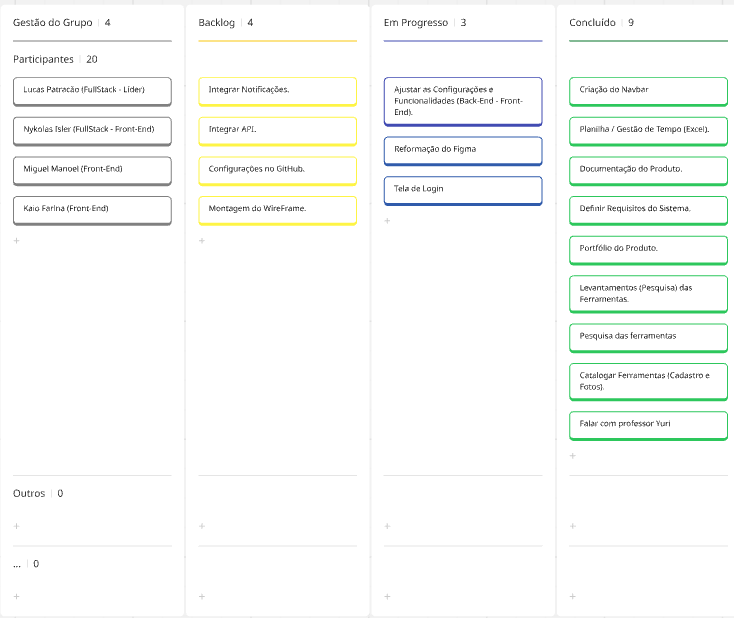 Gestão do Grupo | 4
Participantes | 20
Lucas Patracão (FullStack - Líder)
Nykolas Isler (FullStack - Front-End)
Miguel Manoel (Front-End)
Kaio Farina (Front-End)
+
Outros | 0
+
... | 0
+
Backlog | 4
Integrar Notificações.
Integrar API.
Configurações no GitHub.
Montagem do WireFrame.
+
+
+
Em Progresso | 3
Ajustar as Configurações e
Funcionalidades (Back-End - Front-
End).
Reformação do Figma
Tela de Login
+
+
+
Concluído | 9
Criação do Navbar
Planilha / Gestão de Tempo (Excel).
Documentação do Produto.
Definir Requisitos do Sistema.
Portfólio do Produto.
Levantamentos (Pesquisa) das
Ferramentas.
Pesquisa das ferramentas
Catalogar Ferramentas (Cadastro e
Fotos).
Falar com professor Yuri
+
+
+